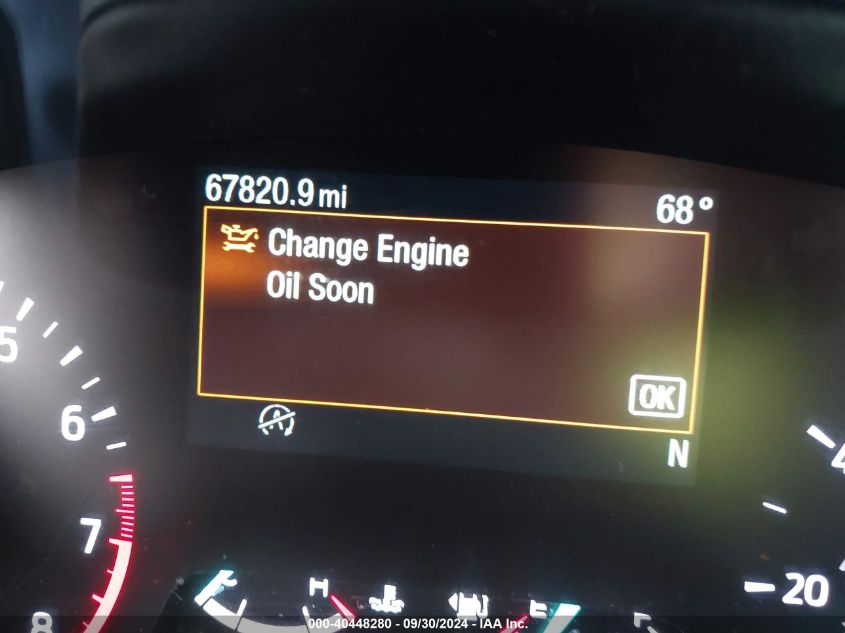 67820.9 mi 68°
Change Engine
Oil Soon
OK
N
5
6
7
8
H
E
20
000-40448280 - 09/30/2024 - IAA Inc.